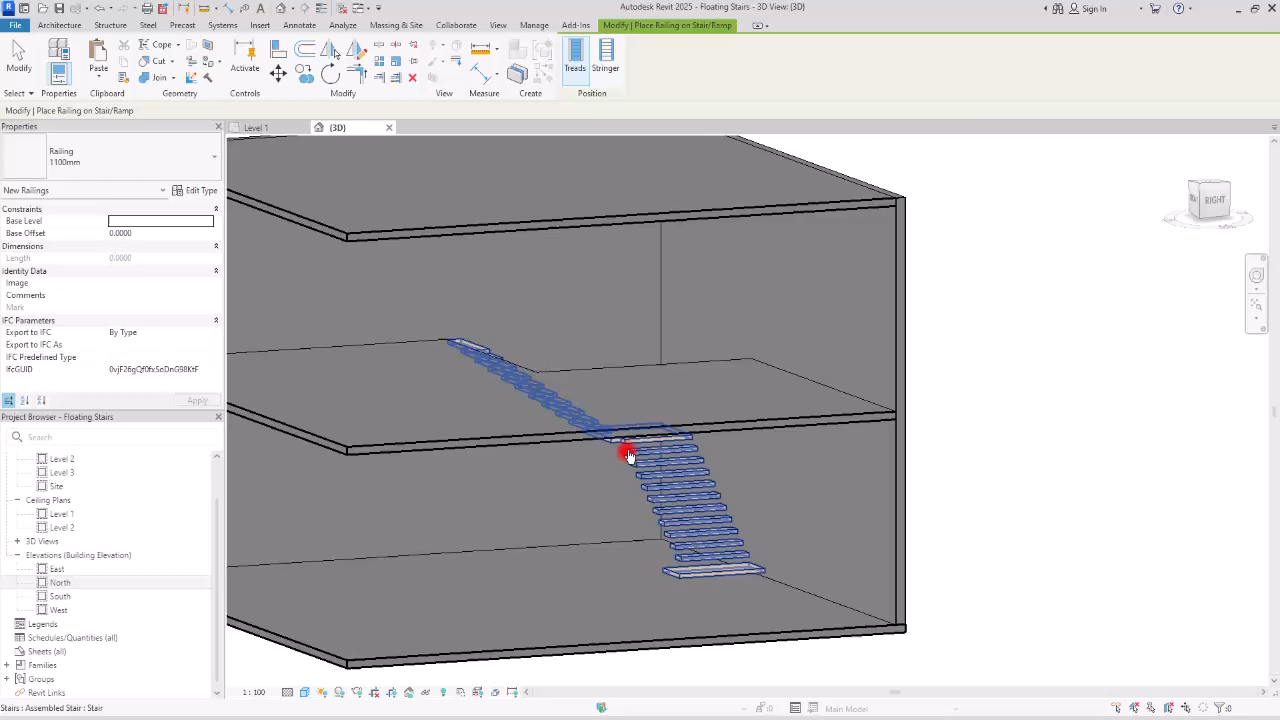 Autodesk Revit 2025 - Floating Stairs - 3D View: {3D}
Sign In
File Architecture Structure Steel Precast Systems Insert Annotate Analyze Massing & Site Collaborate View Manage Add-Ins Modify | Place Railing on Stair/Ramp
Modify
Paste
Cope
Cut
Join
Activate
Treads
Stringer
Select Properties Clipboard Geometry Controls Modify View Measure Create Position
Modify | Place Railing on Stair/Ramp
Properties
Level 1
{3D}
Railing
1100mm
New Railings
Edit Type
Constraints
Base Level
Base Offset 0.0000
Dimensions
Length 0.0000
Identity Data
Image
Comments
Mark
IFC Parameters
Export to IFC By Type
Export to IFC As
IFC Predefined Type
Apply
RIGHT
Project Browser - Floating Stairs
Search
Level 2
Level 3
Site
Ceiling Plans
Level 1
Level 2
3D Views
Elevations (Building Elevation)
East
North
South
West
Legends
Schedules/Quantities (all)
Sheets (all)
Families
Groups
Revit Links
1 : 100
Stairs : Assembled Stair : Stair
:0
Main Model
:0